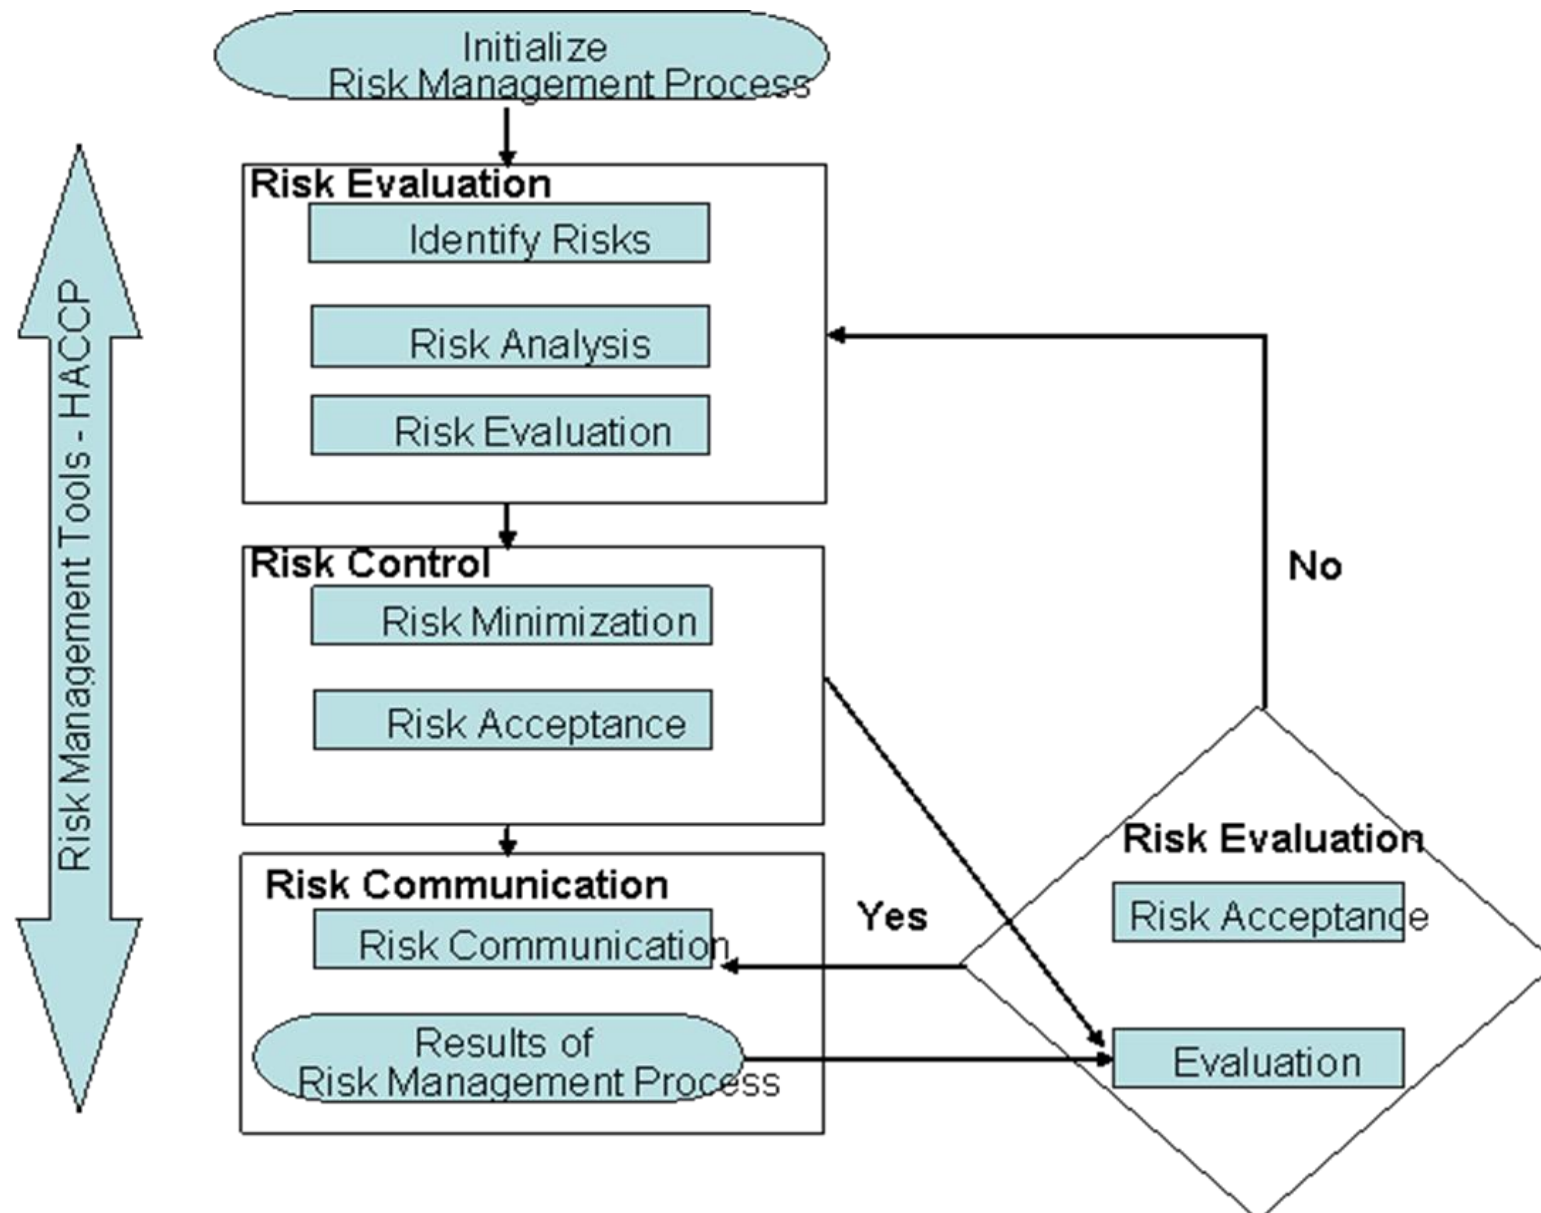 Initialize
Risk Management Process
Risk Management Tools - HACCP
Risk Evaluation
Identify Risks
Risk Analysis
Risk Evaluation
Risk Control
Risk Minimization
Risk Acceptance
No
Risk Communication
Risk Communication
Yes
Results of
Risk Management Process
Risk Evaluation
Risk Acceptance
Evaluation